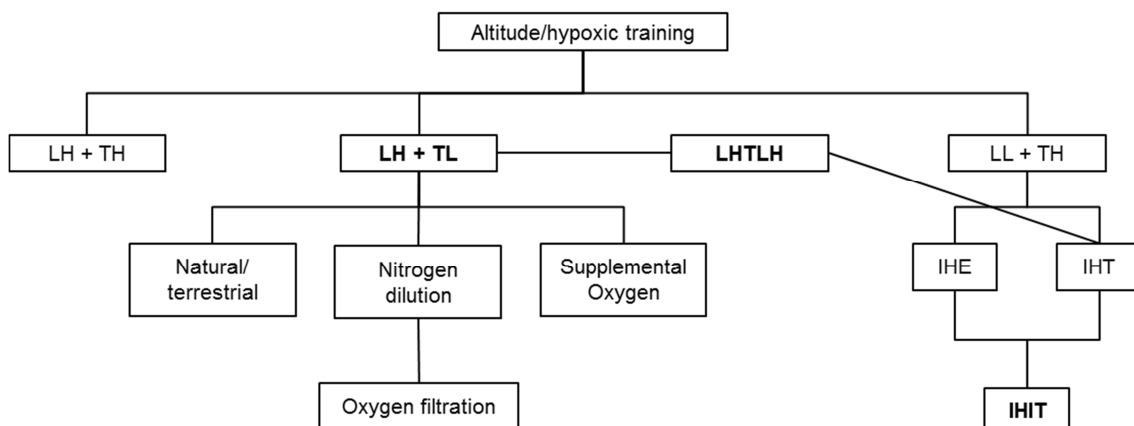 Altitude/hypoxic training
LH + TH
LH + TL
LHTLH
LL + TH
Natural/
terrestrial
Nitrogen
dilution
Supplemental
Oxygen
IHE
IHT
Oxygen filtration
IHIT